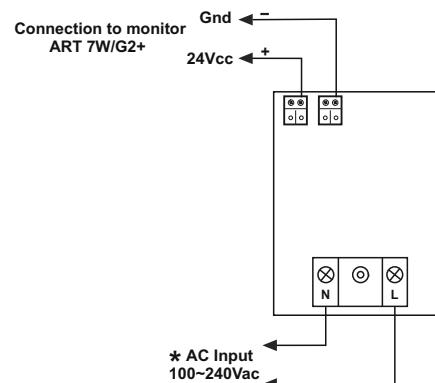 Gnd –
Connection to monitor
ART 7W/G2+
24Vcc +
N L
* AC Input
100~240Vac